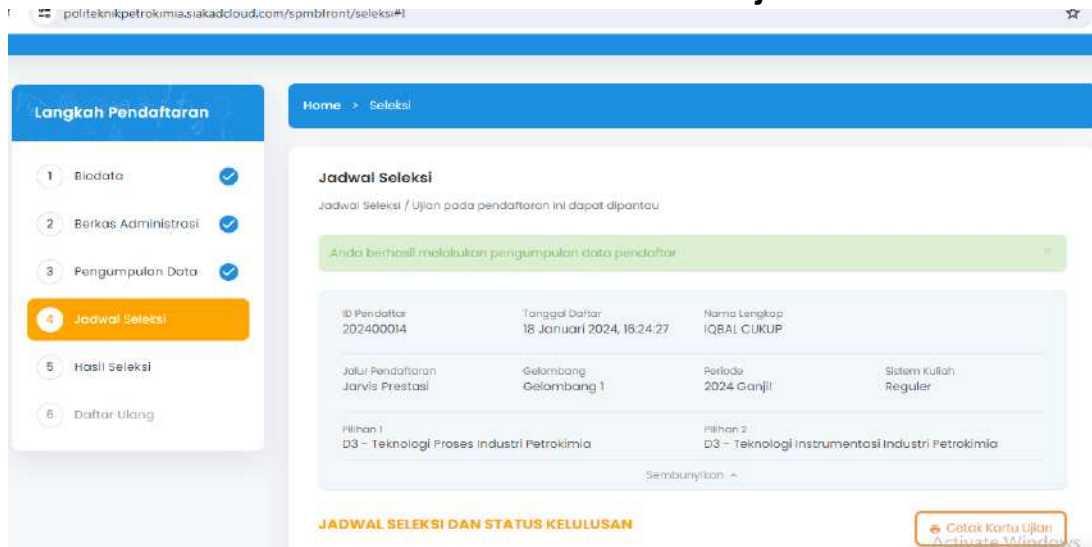 politeknikpetrokimia.siakadcloud.com/spmbfront/seleksi#!
Langkah Pendaftaran
1 Biodata
2 Berkas Administrasi
3 Pengumpulan Data
4 Jadwal Seleksi
5 Hasil Seleksi
6 Daftar Ulang
Home > Seleksi
Jadwal Seleksi
Jadwal Seleksi / Ujian pada pendaftaran ini dapat dipantau
Anda berhasil melakukan pengumpulan data pendaftar
ID Pendaftar Tanggal Daftar Nama Lengkap
202400014 18 Januari 2024, 16:24:27 IQBAL CUKUP
Jalur Pendaftaran Gelombang Periode Sistem Kuliah
Jarvis Prestasi Gelombang 1 2024 Ganjil Reguler
Pilihan 1 Pilihan 2
D3 - Teknologi Proses Industri Petrokimia D3 - Teknologi Instrumentasi Industri Petrokimia
Sembunyikan
JADWAL SELEKSI DAN STATUS KELULUSAN
Cetak Kartu Ujian
Activate Windows